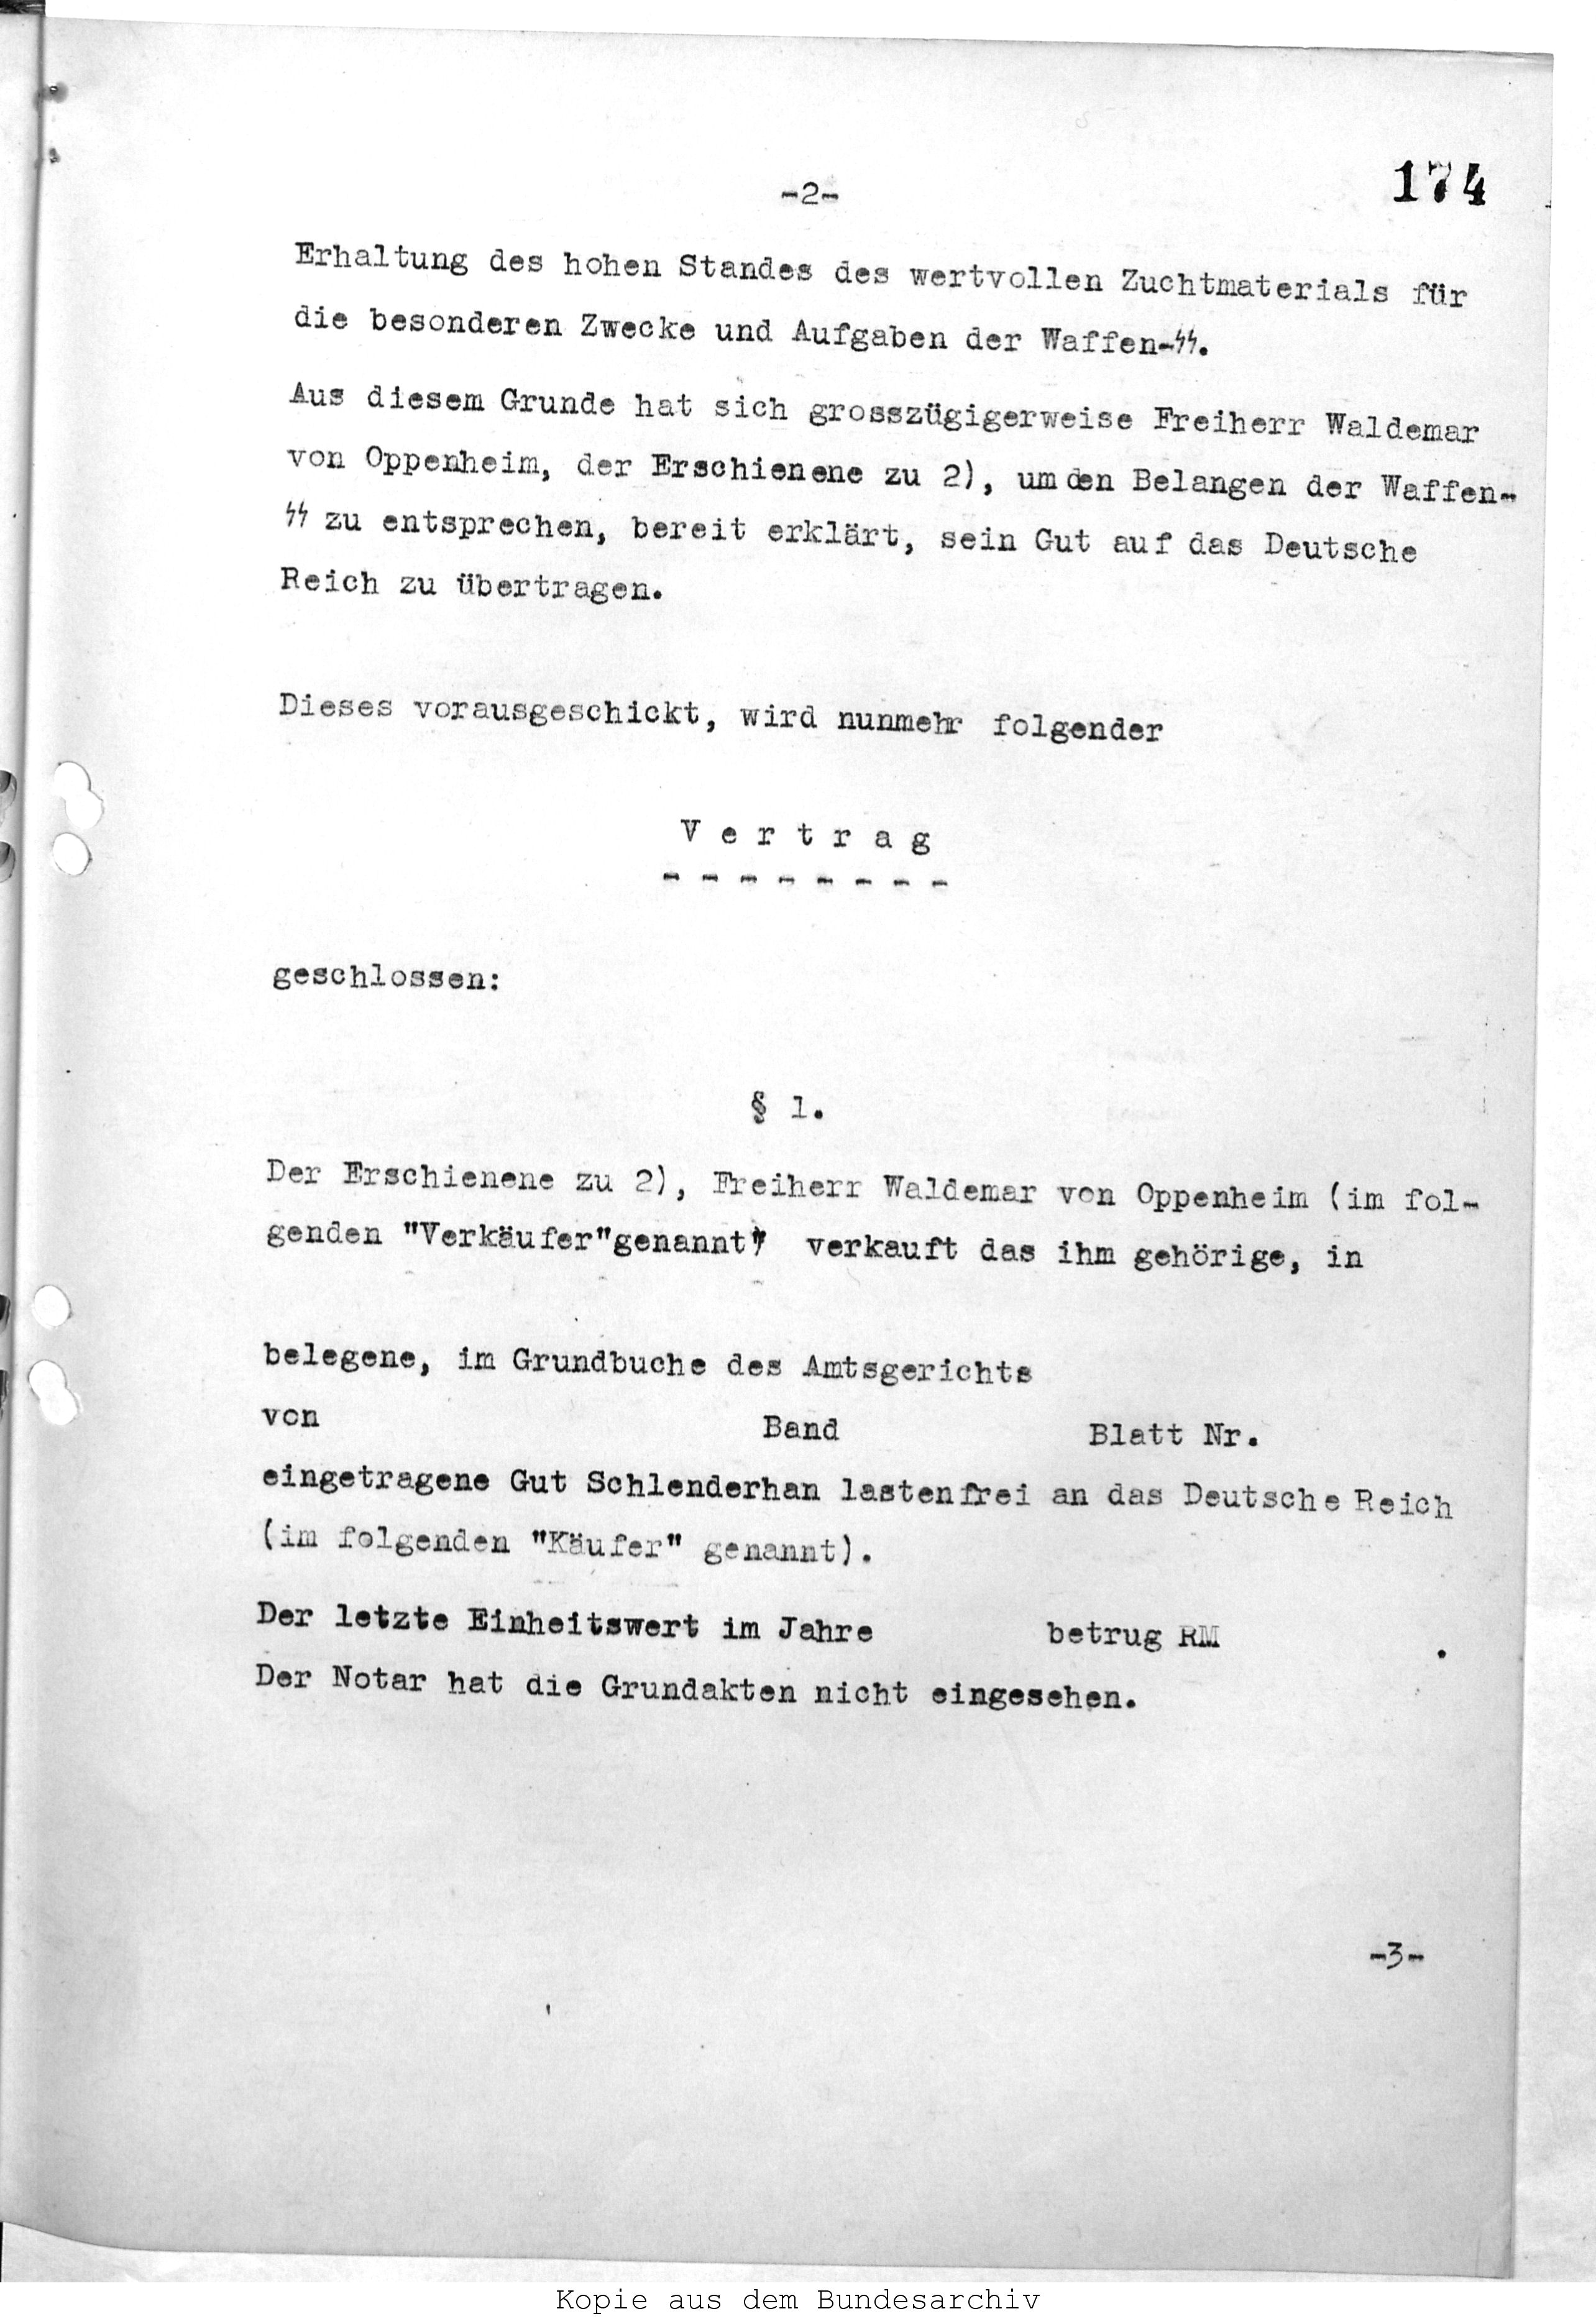 -2-
174
Erhaltung des hohen Standes des wertvollen Zuchtmaterials für
die besonderen Zwecke und Aufgaben der Waffen-ᛋᛋ.
Aus diesem Grunde hat sich grosszügigerweise Freiherr Waldemar
von Oppenheim, der Erschienene zu 2), um den Belangen der Waffen-
ᛋᛋ zu entsprechen, bereit erklärt, sein Gut auf das Deutsche
Reich zu übertragen.
Dieses vorausgeschickt, wird nunmehr folgender
V e r t r a g
- - - - - - - -
geschlossen:
§ 1.
Der Erschienene zu 2), Freiherr Waldemar von Oppenheim (im fol-
genden "Verkäufer"genannt) verkauft das ihm gehörige, in
belegene, im Grundbuche des Amtsgerichts
von Band Blatt Nr.
eingetragene Gut Schlenderhan lastenfrei an das Deutsche Reich
(im folgenden "Käufer" genannt).
Der letzte Einheitswert im Jahre betrug RM .
Der Notar hat die Grundakten nicht eingesehen.
-3-
Kopie aus dem Bundesarchiv